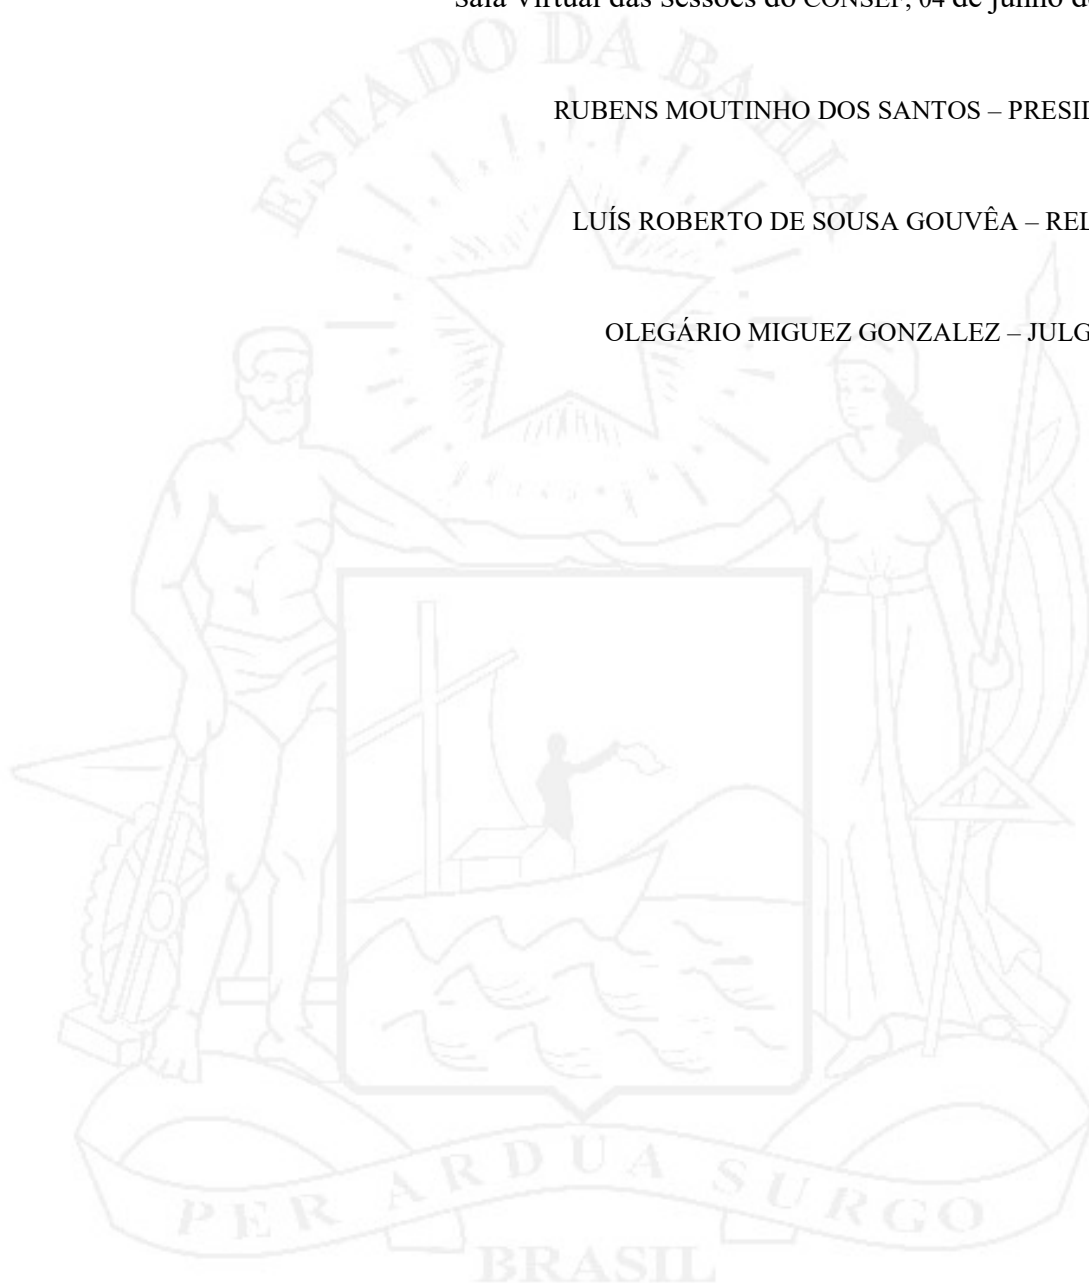 Sala Virtual das Sessões do CONSEF, 04 de junho d
RUBENS MOUTINHO DOS SANTOS – PRESI
LUÍS ROBERTO DE SOUSA GOUVÊA – REL
OLEGÁRIO MIGUEZ GONZALEZ – JULG
ESTADO DA BAHIA
PER ARDUA SURGO
BRASIL